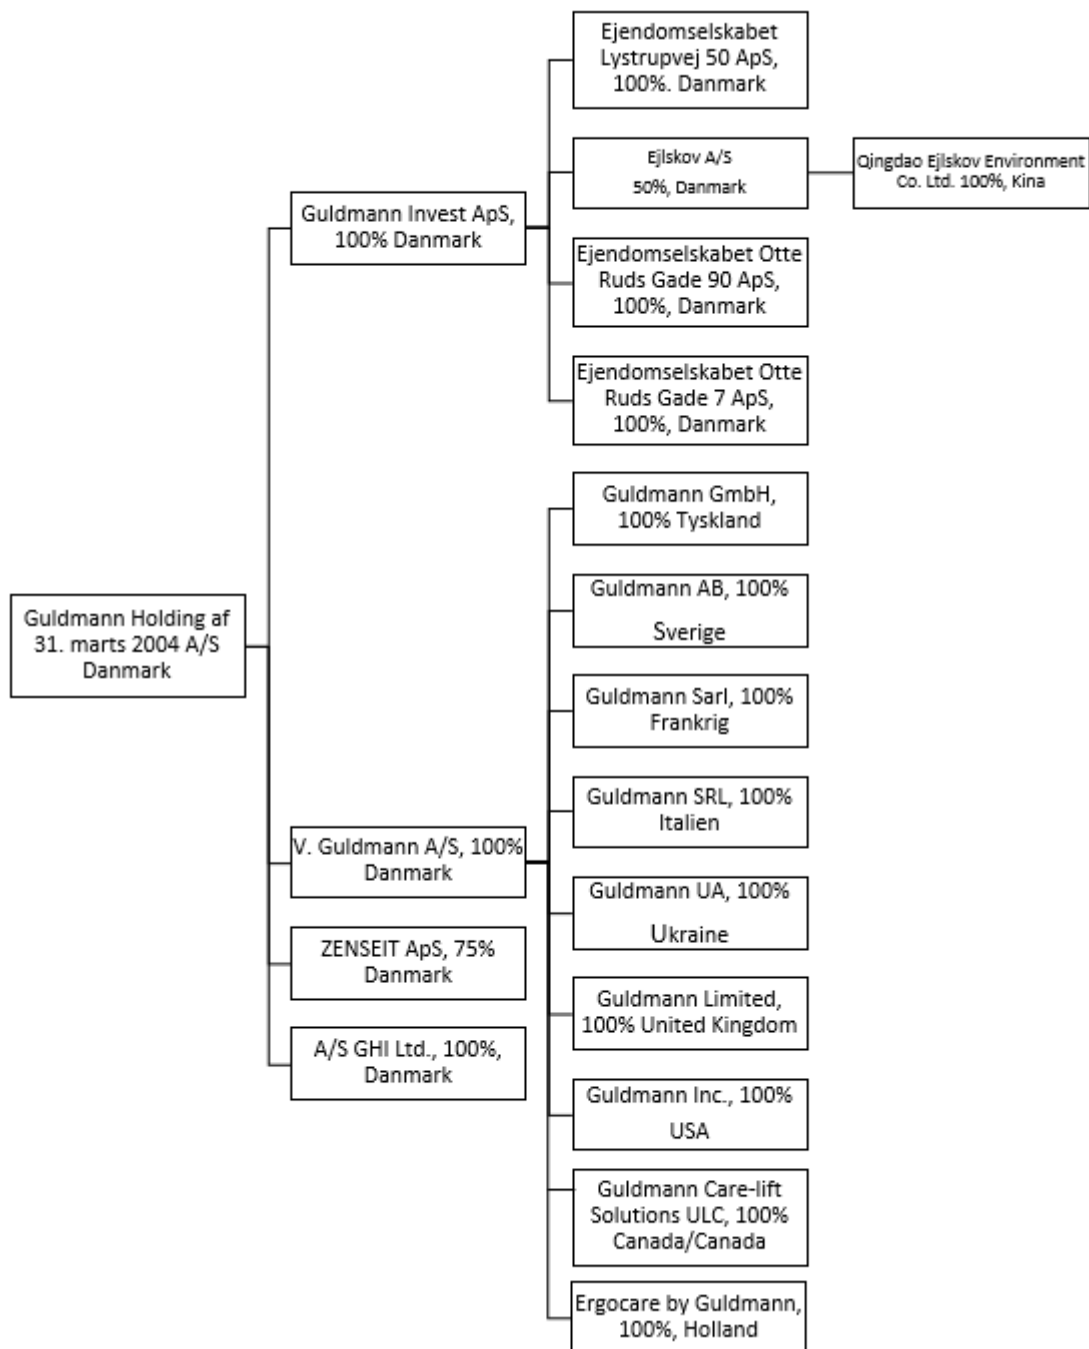 Ejendomselskabet
Lystrupvej 50 ApS,
100%. Danmark
Ejlskov A/S
50%, Danmark
Qingdao Ejlskov Environment
Co. Ltd. 100%, Kina
Guldmann Invest ApS,
100% Danmark
Ejendomselskabet Otte
Ruds Gade 90 ApS,
100%, Danmark
Ejendomselskabet Otte
Ruds Gade 7 ApS,
100%, Danmark
Guldmann GmbH,
100% Tyskland
Guldmann AB, 100%
Sverige
Guldmann Holding af
31. marts 2004 A/S
Danmark
Guldmann Sarl, 100%
Frankrig
Guldmann SRL, 100%
Italien
V. Guldmann A/S, 100%
Danmark
Guldmann UA, 100%
Ukraine
ZENSEIT ApS, 75%
Danmark
Guldmann Limited,
100% United Kingdom
A/S GHI Ltd., 100%,
Danmark
Guldmann Inc., 100%
USA
Guldmann Care-lift
Solutions ULC, 100%
Canada/Canada
Ergocare by Guldmann,
100%, Holland